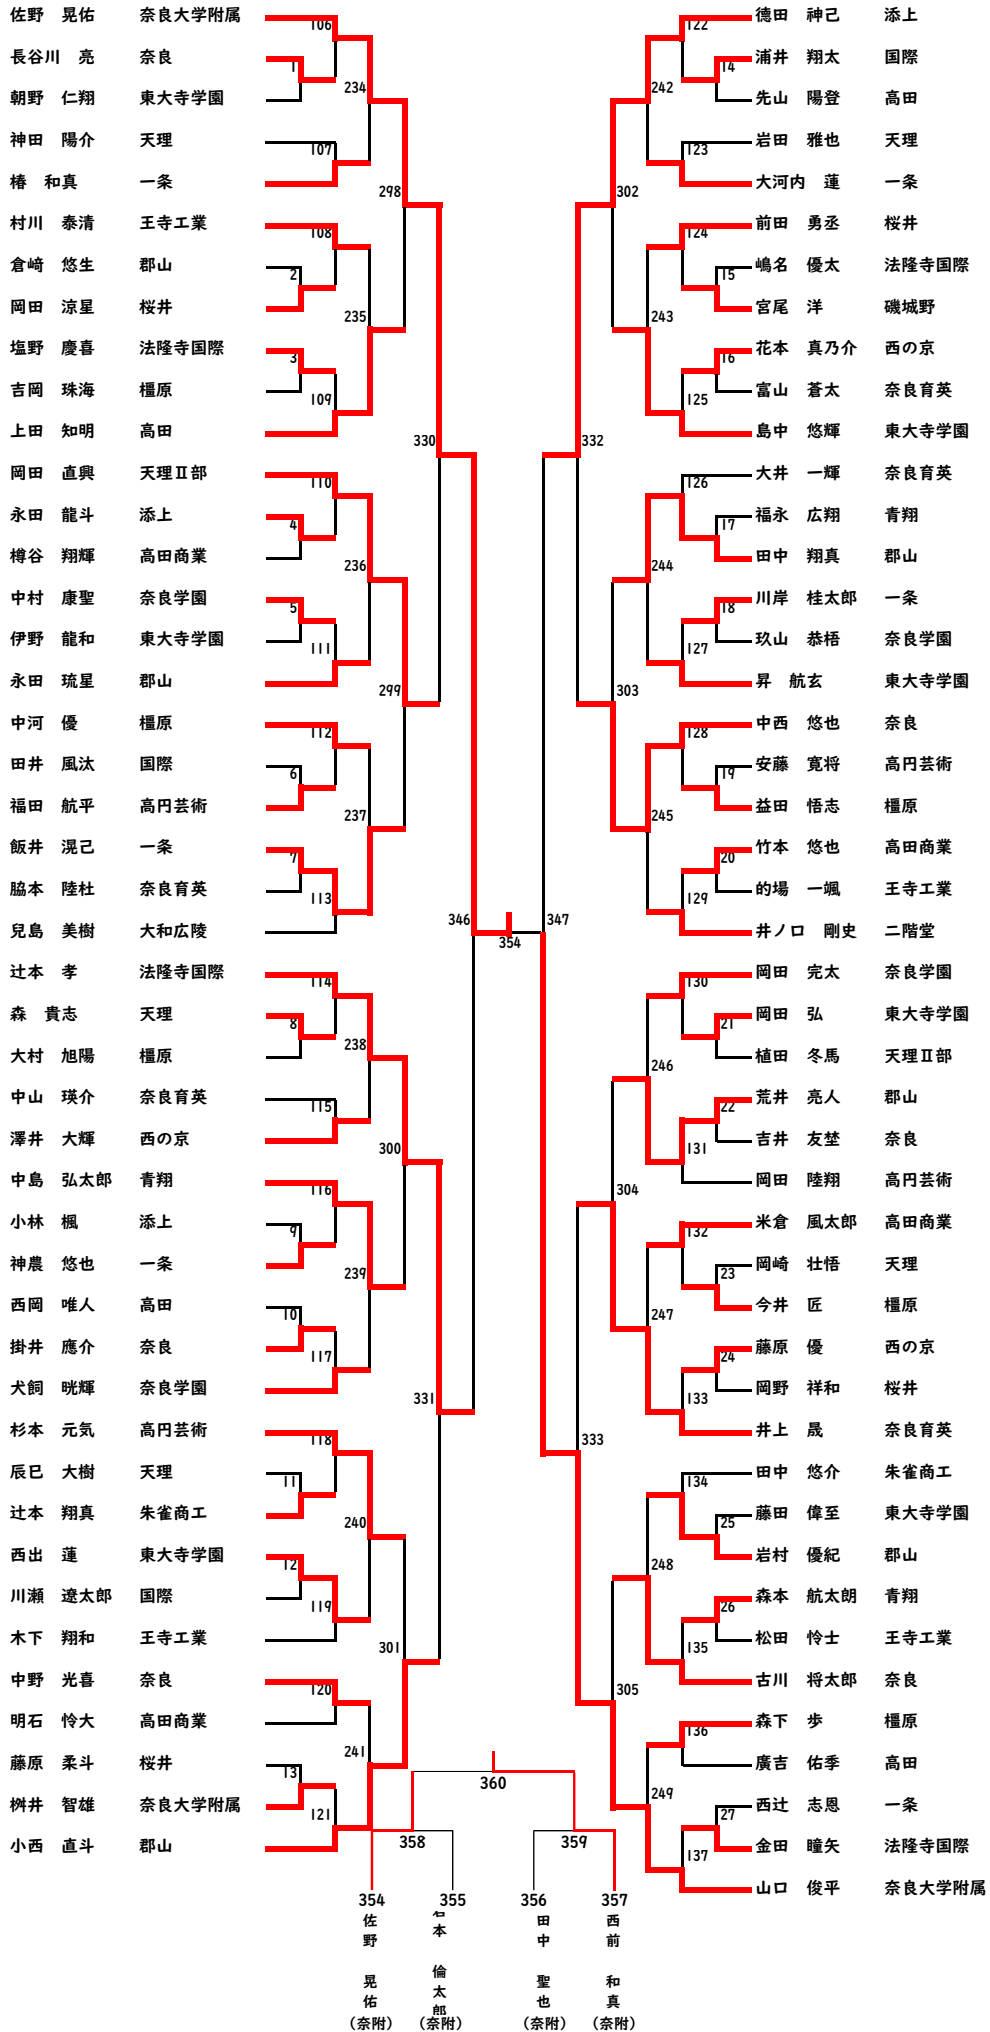 佐野　晃佑　奈良大学附属
長谷川　亮　奈良
朝野　仁翔　東大寺学園
神田　陽介　天理
椿　和真　一条
村川　泰清　王寺工業
倉﨑　悠生　郡山
岡田　涼星　桜井
塩野　慶喜　法隆寺国際
吉岡　珠海　橿原
上田　知明　高田
岡田　直興　天理Ⅱ部
永田　龍斗　添上
樽谷　翔輝　高田商業
中村　康聖　奈良学園
伊野　龍和　東大寺学園
永田　琉星　郡山
中河　優　橿原
田井　風汰　国際
福田　航平　高円芸術
飯井　滉己　一条
脇本　陸杜　奈良育英
兒島　美樹　大和広陵
辻本　孝　法隆寺国際
森　貴志　天理
大村　旭陽　橿原
中山　瑛介　奈良育英
澤井　大輝　西の京
中島　弘太郎　青翔
小林　楓　添上
神農　悠也　一条
西岡　唯人　高田
掛井　應介　奈良
犬飼　晄輝　奈良学園
杉本　元気　高円芸術
辰巳　大樹　天理
辻本　翔真　朱雀商工
西出　蓮　東大寺学園
川瀬　遼太郎　国際
木下　翔和　王寺工業
中野　光喜　奈良
明石　怜大　高田商業
藤原　柔斗　桜井
桝井　智雄　奈良大学附属
小西　直斗　郡山
106
1
234
107
298
108
2
235
3
109
330
110
4
236
5
111
299
112
6
237
7
113
346
114
8
238
115
300
116
9
239
10
117
331
118
11
240
12
119
301
120
241
13
121
354
347
122
14
242
123
302
124
15
243
16
125
332
126
17
244
18
127
303
128
19
245
20
129
130
21
246
22
131
304
132
23
247
24
133
333
134
25
248
26
135
305
136
249
27
137
德田　神己　添上
浦井　翔太　国際
先山　陽登　高田
岩田　雅也　天理
大河内　蓮　一条
前田　勇丞　桜井
嶋名　優太　法隆寺国際
宮尾　洋　磯城野
花本　真乃介　西の京
富山　蒼太　奈良育英
島中　悠輝　東大寺学園
大井　一輝　奈良育英
福永　広翔　青翔
田中　翔真　郡山
川岸　桂太郎　一条
玖山　恭梧　奈良学園
昇　航玄　東大寺学園
中西　悠也　奈良
安藤　寛将　高円芸術
益田　悟志　橿原
竹本　悠也　高田商業
的場　一颯　王寺工業
井ノ口　剛史　二階堂
岡田　完太　奈良学園
岡田　弘　東大寺学園
植田　冬馬　天理Ⅱ部
荒井　亮人　郡山
吉井　友埜　奈良
岡田　陸翔　高円芸術
米倉　風太郎　高田商業
岡崎　壮悟　天理
今井　匠　橿原
藤原　優　西の京
岡野　祥和　桜井
井上　晟　奈良育英
田中　悠介　朱雀商工
藤田　偉至　東大寺学園
岩村　優紀　郡山
森本　航太朗　青翔
松田　怜士　王寺工業
古川　将太郎　奈良
森下　歩　橿原
廣吉　佑季　高田
西辻　志恩　一条
金田　瞳矢　法隆寺国際
山口　俊平　奈良大学附属
360
358
359
354
355
356
357
佐野　晃佑（奈附）
本　倫太郎（奈附）
田中　聖也（奈附）
西前　和真（奈附）